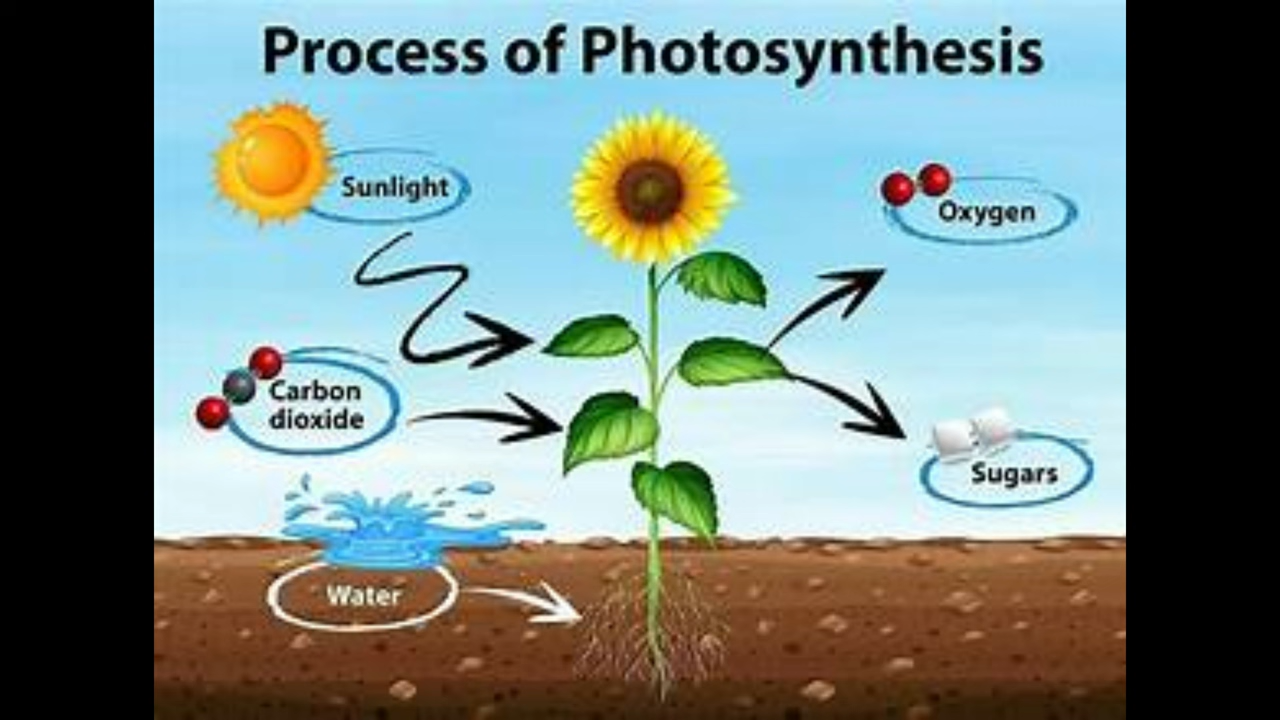 Process of Photosynthesis
Sunlight
Oxygen
Carbon
dioxide
Sugars
Water